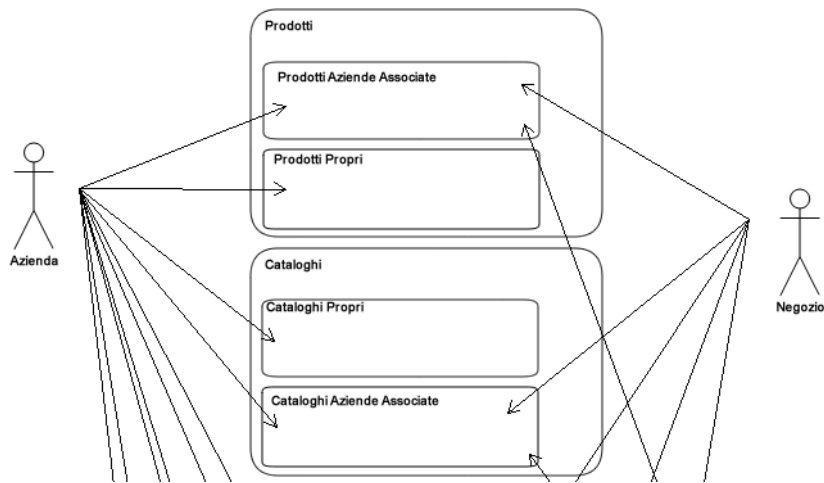 Prodotti
Prodotti Aziende Associate
Prodotti Propri
Azienda
Cataloghi
Cataloghi Propri
Cataloghi Aziende Associate
Negozio